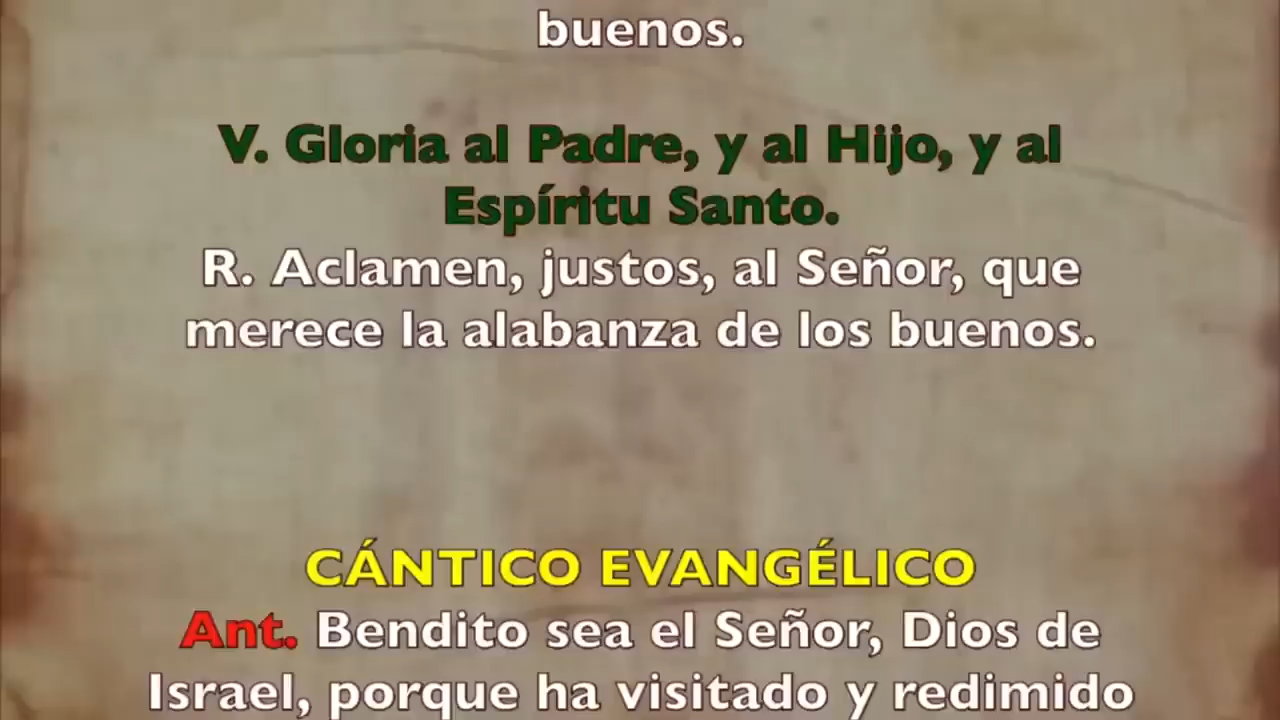 buenos.
V. Gloria al Padre, y al Hijo, y al
Espíritu Santo.
R. Aclamen, justos, al Señor, que
merece la alabanza de los buenos.
CÁNTICO EVANGÉLICO
Ant. Bendito sea el Señor, Dios de
Israel, porque ha visitado y redimido